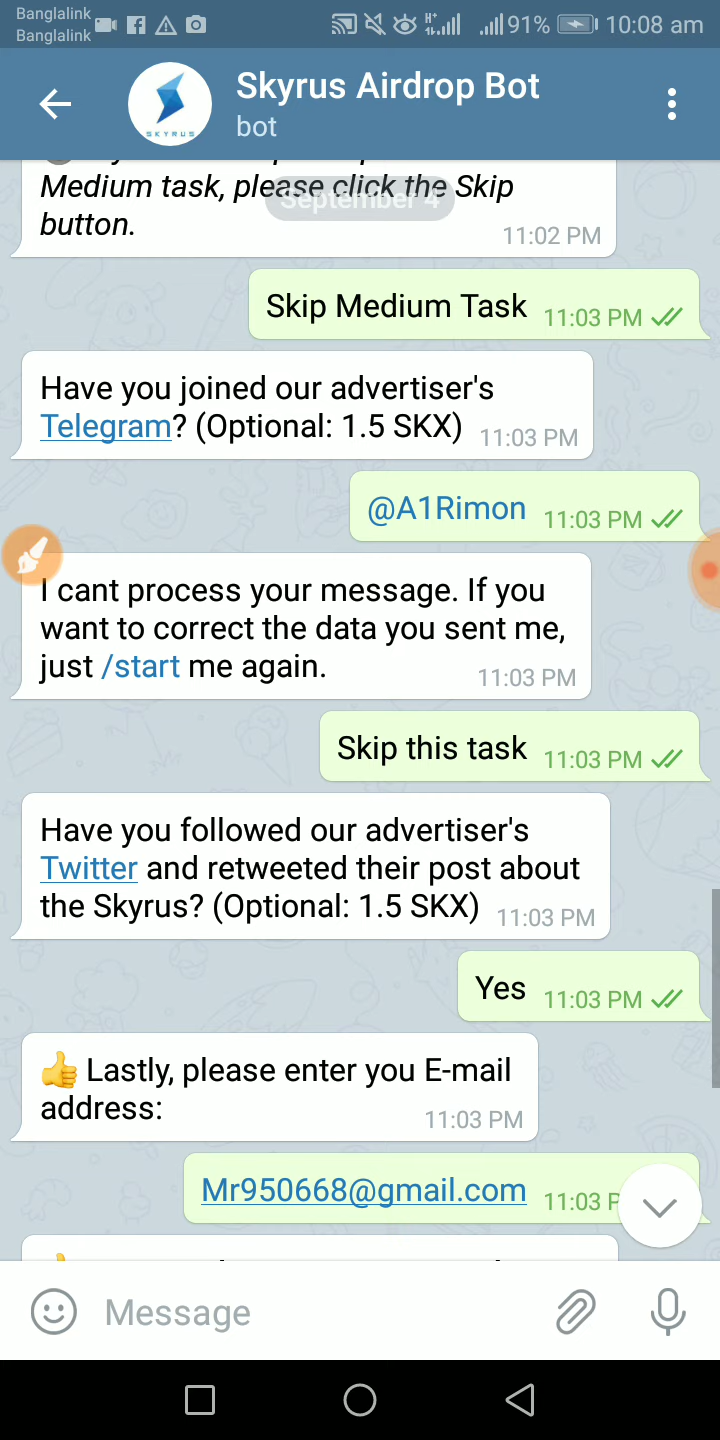 Banglalink
Banglalink
91% 10:08 am
Skyrus Airdrop Bot
SKYRUS
bot
Medium task, please click the Skip
September 4
button.
11:02 PM
Skip Medium Task 11:03 PM
Have you joined our advertiser's
Telegram? (Optional: 1.5 SKX) 11:03 PM
@A1Rimon 11:03 PM
I cant process your message. If you
want to correct the data you sent me,
just /start me again. 11:03 PM
Skip this task 11:03 PM
Have you followed our advertiser's
Twitter and retweeted their post about
the Skyrus? (Optional: 1.5 SKX) 11:03 PM
Yes 11:03 PM
👍 Lastly, please enter you E-mail
address: 11:03 PM
Mr950668@gmail.com 11:03 P
Message